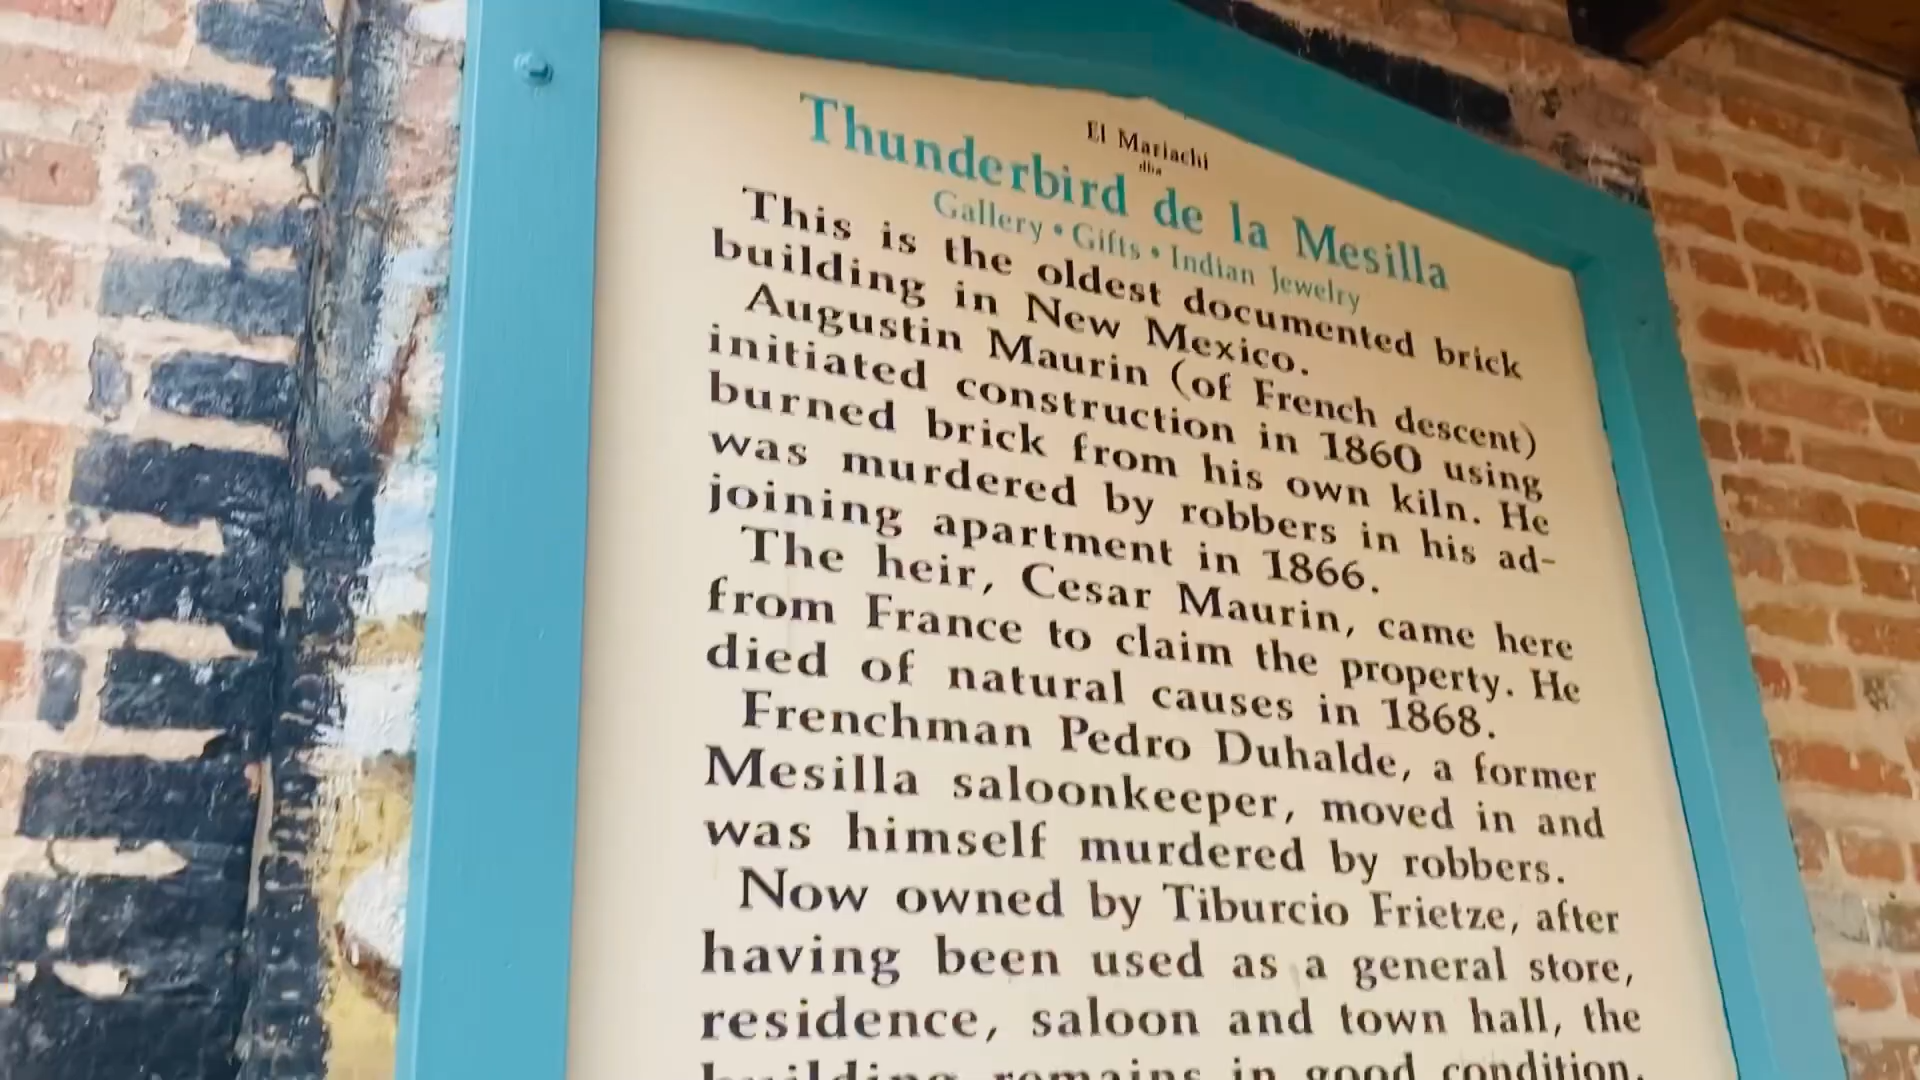 El Mariachi
dba
Thunderbird de la Mesilla
Gallery • Gifts • Indian Jewelry
This is the oldest documented brick
building in New Mexico.
Augustin Maurin (of French descent)
initiated construction in 1860 using
burned brick from his own kiln. He
was murdered by robbers in his ad-
joining apartment in 1866.
The heir, Cesar Maurin, came here
from France to claim the property. He
died of natural causes in 1868.
Frenchman Pedro Duhalde, a former
Mesilla saloonkeeper, moved in and
was himself murdered by robbers.
Now owned by Tiburcio Frietze, after
having been used as a general store,
residence, saloon and town hall, the
building remains in good condition.